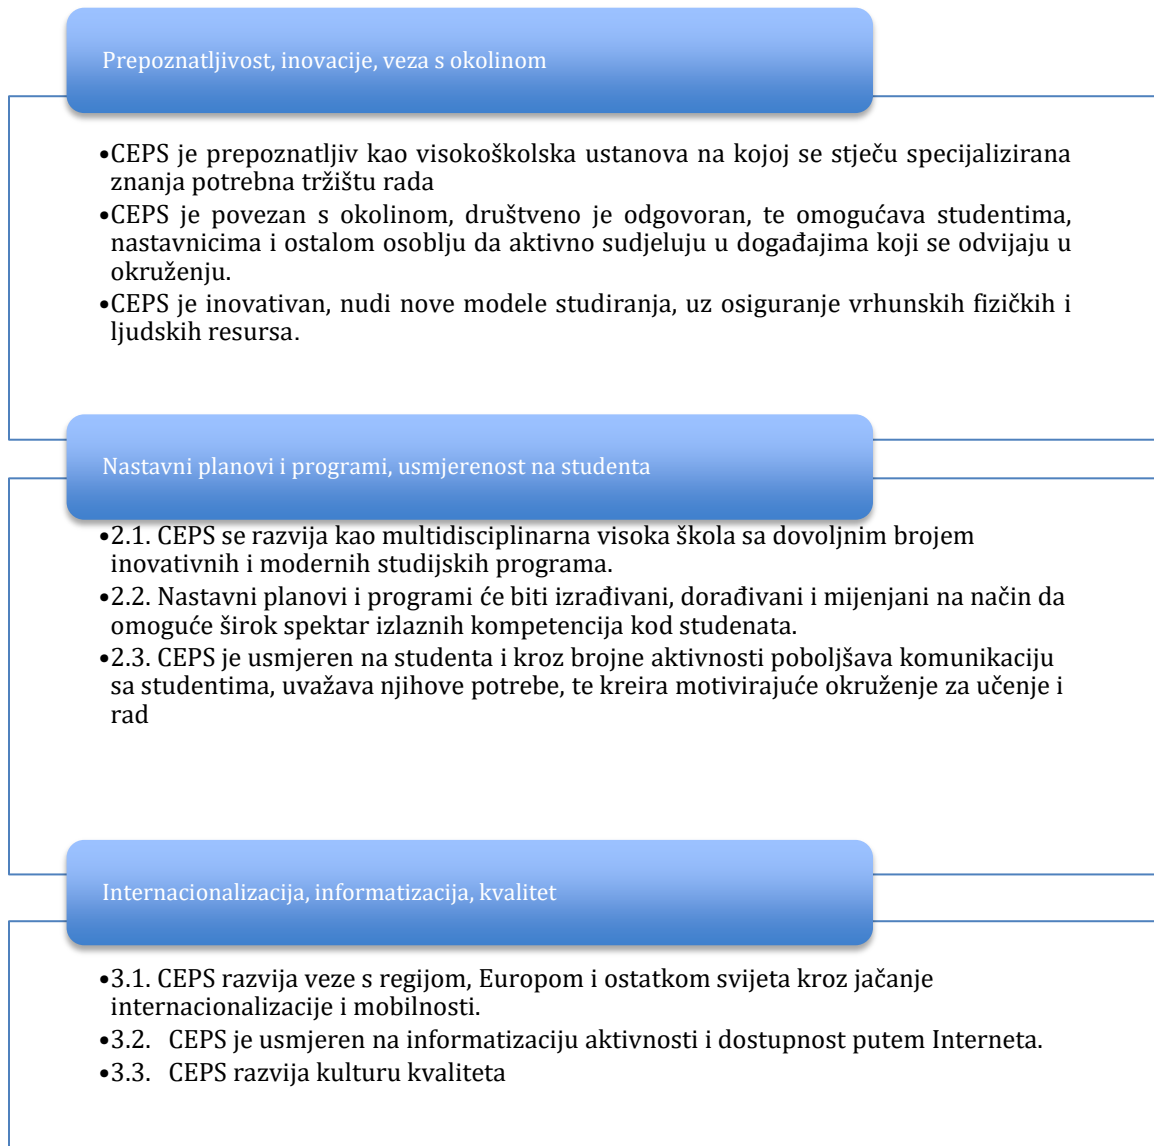 Prepoznatljivost, inovacije, veza s okolinom
•CEPS je prepoznatljiv kao visokoškolska ustanova na kojoj se stječu specijalizirana
znanja potrebna tržištu rada
•CEPS je povezan s okolinom, društveno je odgovoran, te omogućava studentima,
nastavnicima i ostalom osoblju da aktivno sudjeluju u događajima koji se odvijaju u
okruženju.
•CEPS je inovativan, nudi nove modele studiranja, uz osiguranje vrhunskih fizičkih i
ljudskih resursa.
Nastavni planovi i programi, usmjerenost na studenta
•2.1. CEPS se razvija kao multidisciplinarna visoka škola sa dovoljnim brojem
inovativnih i modernih studijskih programa.
•2.2. Nastavni planovi i programi će biti izrađivani, dorađivani i mijenjani na način da
omoguće širok spektar izlaznih kompetencija kod studenata.
•2.3. CEPS je usmjeren na studenta i kroz brojne aktivnosti poboljšava komunikaciju
sa studentima, uvažava njihove potrebe, te kreira motivirajuće okruženje za učenje i
rad
Internacionalizacija, informatizacija, kvalitet
•3.1. CEPS razvija veze s regijom, Europom i ostatkom svijeta kroz jačanje
internacionalizacije i mobilnosti.
•3.2. CEPS je usmjeren na informatizaciju aktivnosti i dostupnost putem Interneta.
•3.3. CEPS razvija kulturu kvaliteta